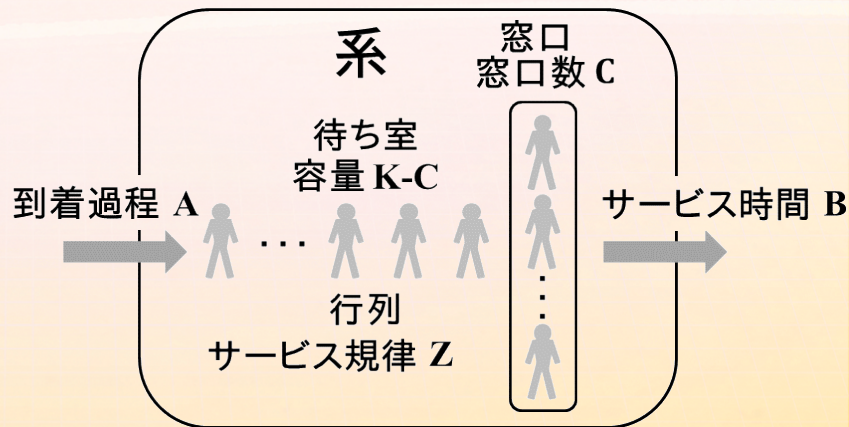 系
窓口
窓口数 C
待ち室
容量 K-C
到着過程 A
サービス時間 B
・・・
行列
サービス規律 Z